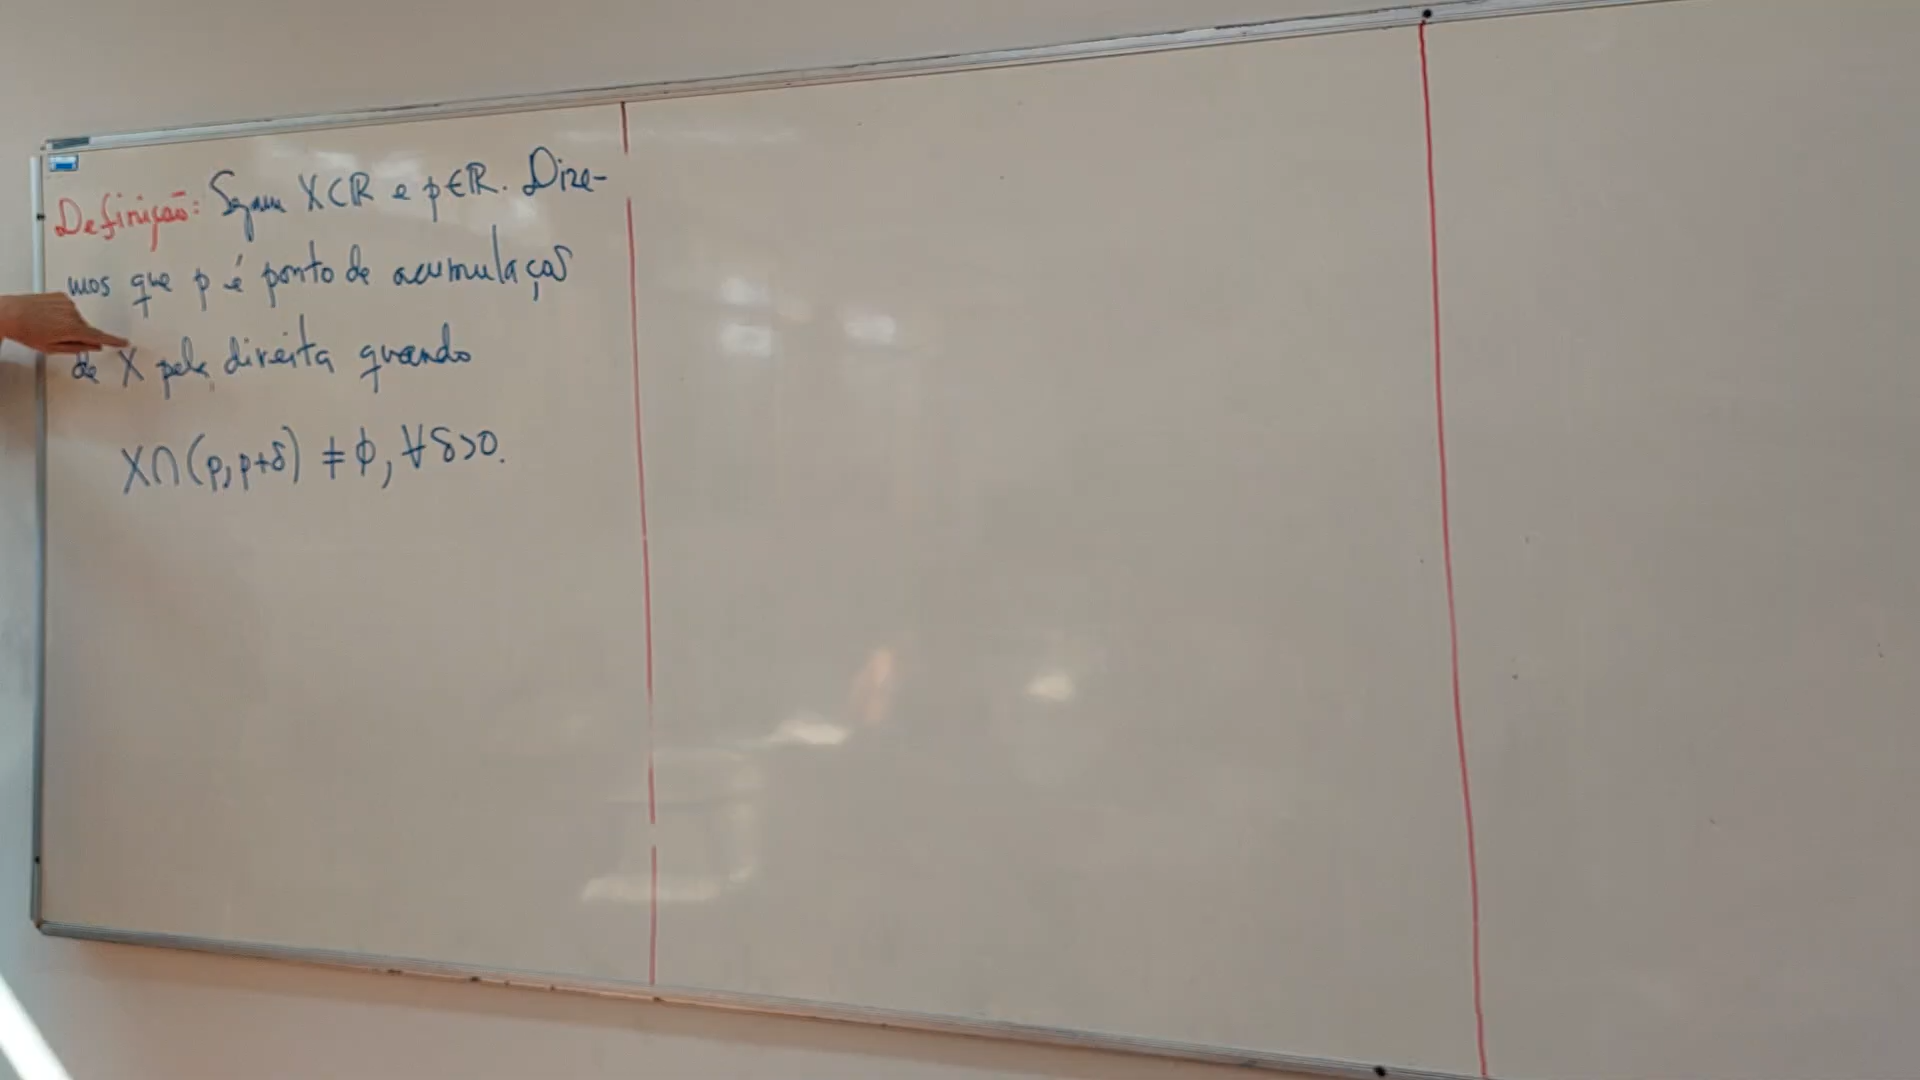 Definição: Sejam X⊂ℝ e p∈ℝ. Dize-
mos que p é ponto de acumulação
de X pela direita quando
X∩(p,p+δ) ≠ ϕ, ∀δ>0.